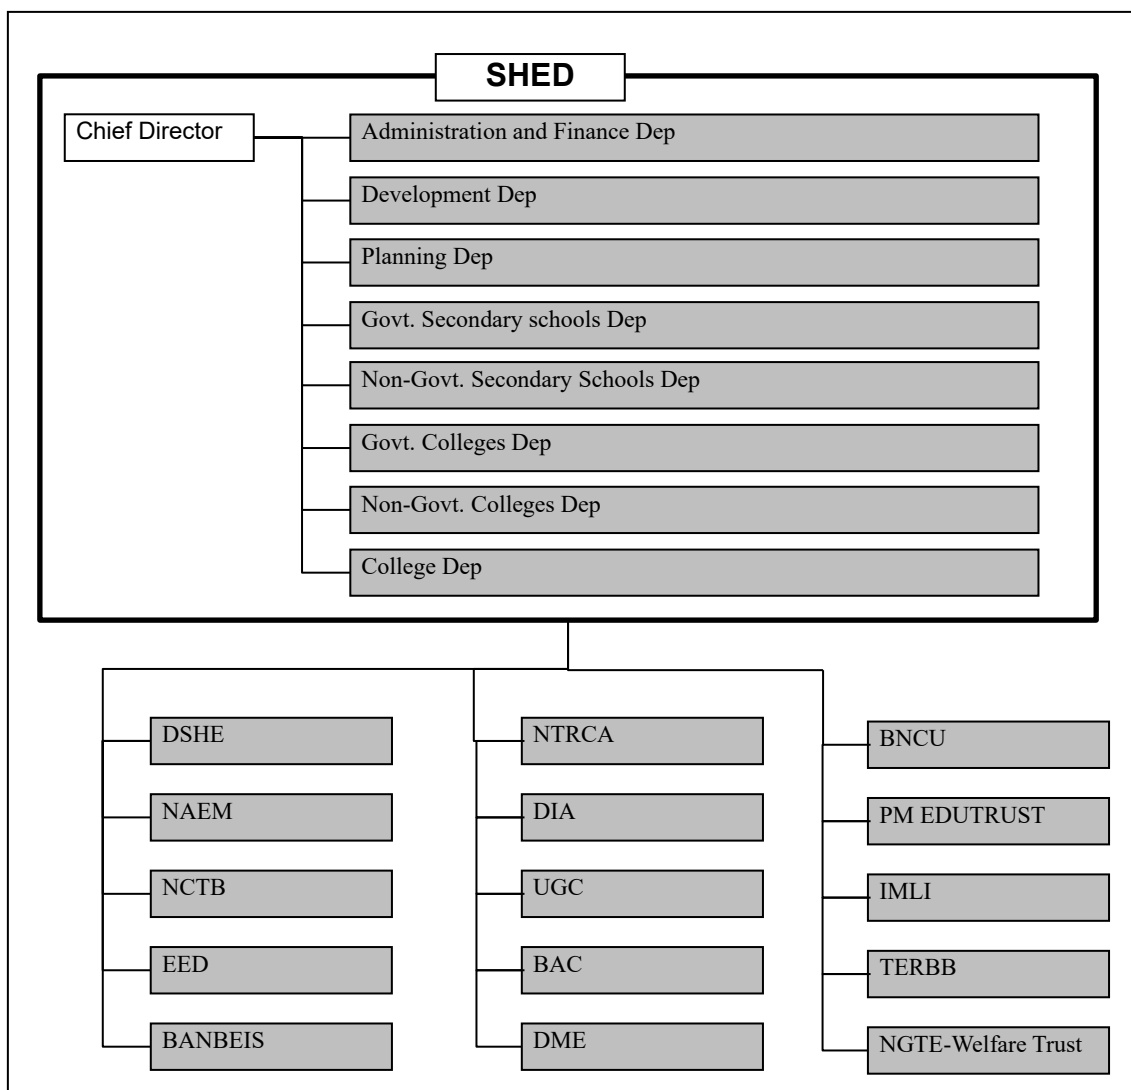 SHED
Chief Director
Administration and Finance Dep
Development Dep
Planning Dep
Govt. Secondary schools Dep
Non-Govt. Secondary Schools Dep
Govt. Colleges Dep
Non-Govt. Colleges Dep
College Dep
DSHE
NAEM
NCTB
EED
BANBEIS
NTRCA
DIA
UGC
BAC
DME
BNCU
PM EDUTRUST
IMLI
TERBB
NGTE-Welfare Trust